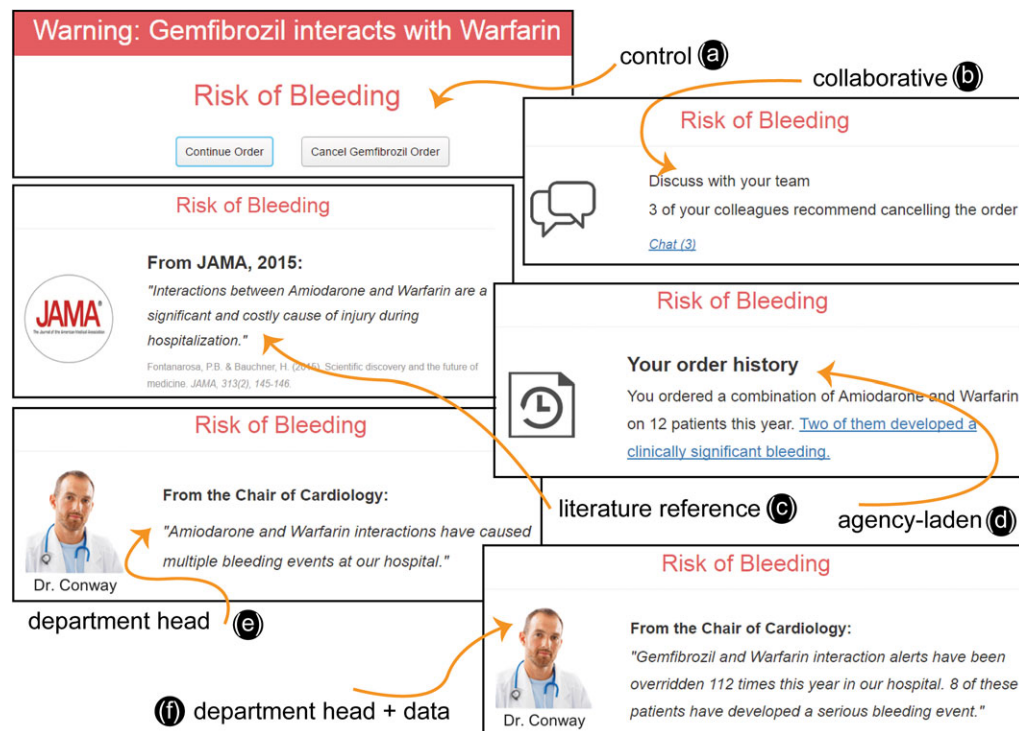 Warning: Gemfibrozil interacts with Warfarin
Risk of Bleeding
Continue Order
Cancel Gemfibrozil Order
control a
collaborative b
Risk of Bleeding
Discuss with your team
3 of your colleagues recommend cancelling the order
Chat (3)
Risk of Bleeding
From JAMA, 2015:
JAMA®
The Journal of the American Medical Association
"Interactions between Amiodarone and Warfarin are a
significant and costly cause of injury during
hospitalization."
Fontanarosa, P.B. & Bauchner, H. (2015). Scientific discovery and the future of
medicine. JAMA, 313(2), 145-146.
Risk of Bleeding
Your order history
You ordered a combination of Amiodarone and Warfarin
on 12 patients this year. Two of them developed a
clinically significant bleeding.
literature reference c
agency-laden d
Risk of Bleeding
From the Chair of Cardiology:
"Amiodarone and Warfarin interactions have caused
multiple bleeding events at our hospital."
Dr. Conway
department head e
Risk of Bleeding
From the Chair of Cardiology:
"Gemfibrozil and Warfarin interaction alerts have been
overridden 112 times this year in our hospital. 8 of these
patients have developed a serious bleeding event."
Dr. Conway
(f) department head + data